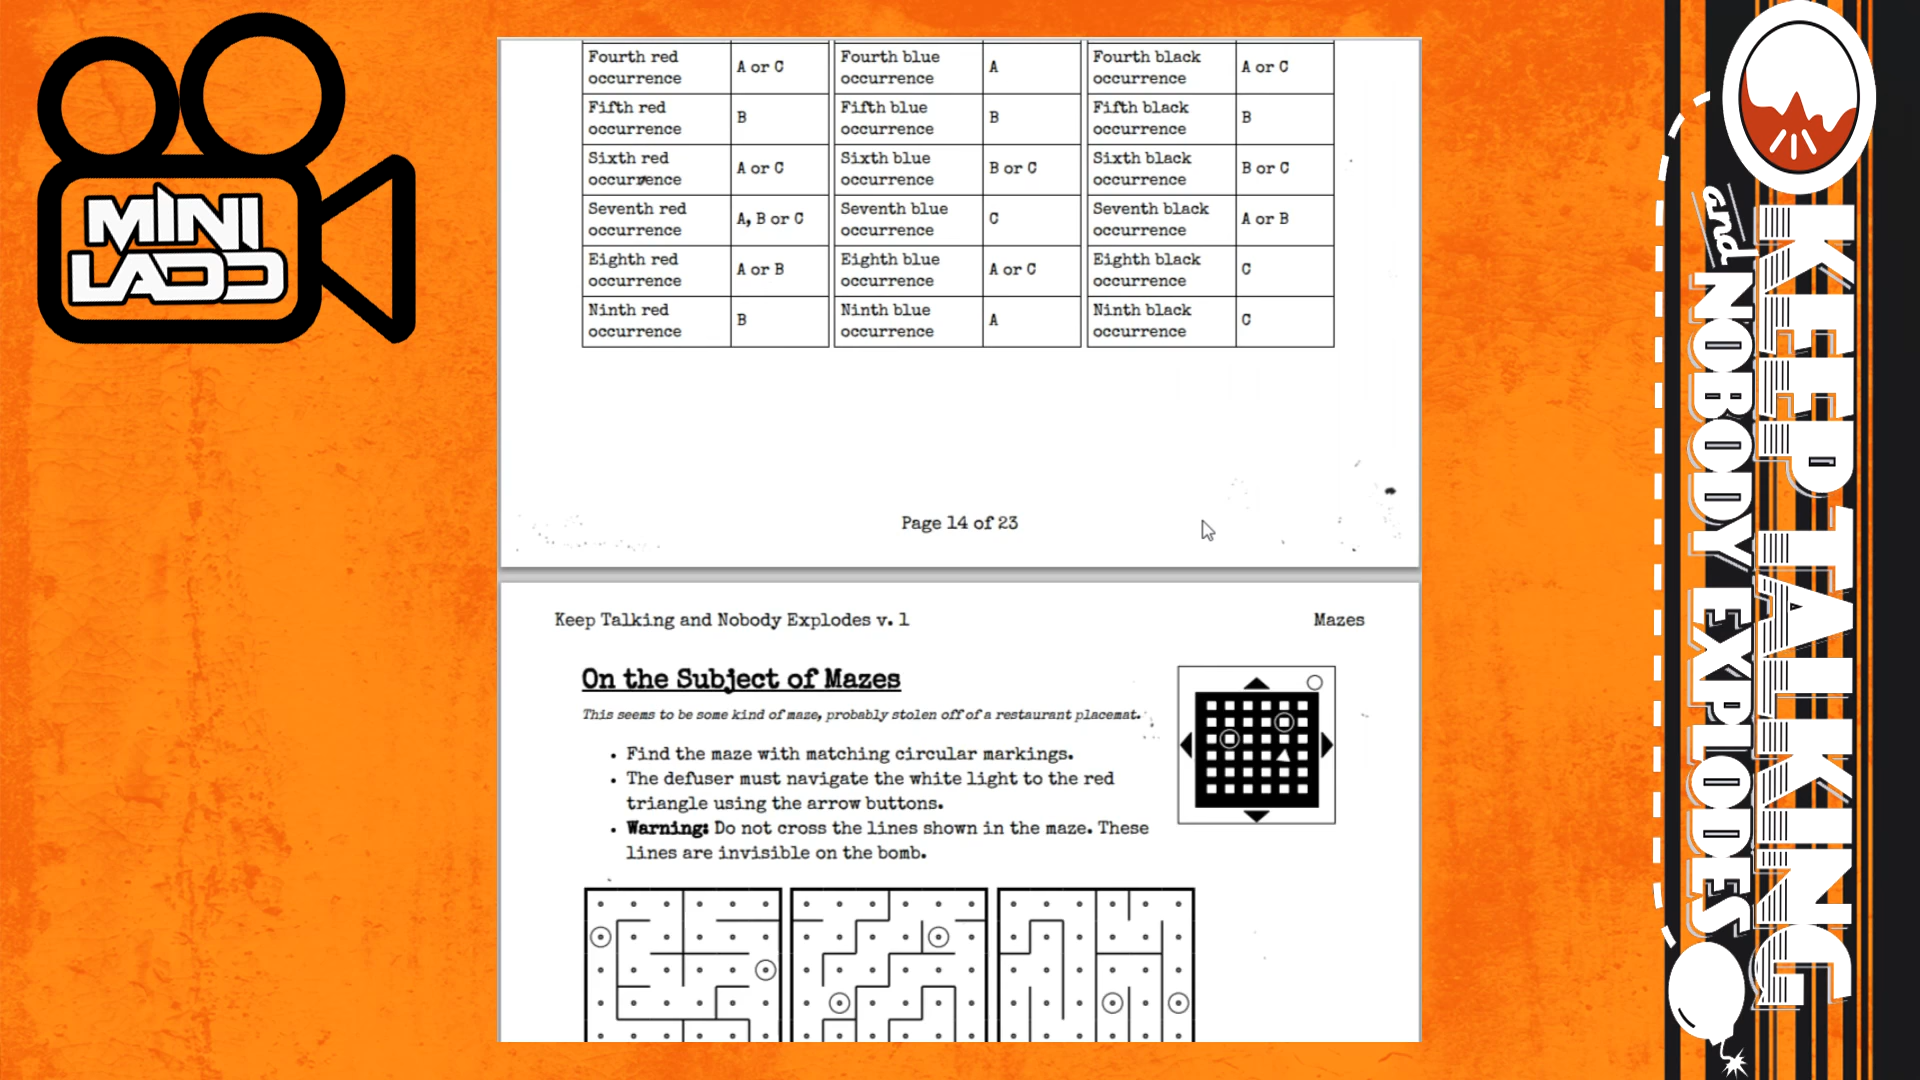 MINI
LADD
Fourth red occurrence A or C Fourth blue occurrence A Fourth black occurrence A or C
Fifth red occurrence B Fifth blue occurrence B Fifth black occurrence B
Sixth red occurrence A or C Sixth blue occurrence B or C Sixth black occurrence B or C
Seventh red occurrence A, B or C Seventh blue occurrence C Seventh black occurrence A or B
Eighth red occurrence A or B Eighth blue occurrence A or C Eighth black occurrence C
Ninth red occurrence B Ninth blue occurrence A Ninth black occurrence C
Page 14 of 23
Keep Talking and Nobody Explodes v. 1 Mazes
On the Subject of Mazes
This seems to be some kind of maze, probably stolen off of a restaurant placemat.
• Find the maze with matching circular markings.
• The defuser must navigate the white light to the red
triangle using the arrow buttons.
• Warning: Do not cross the lines shown in the maze. These
lines are invisible on the bomb.
KEEP TALKING
and NOBODY EXPLODES